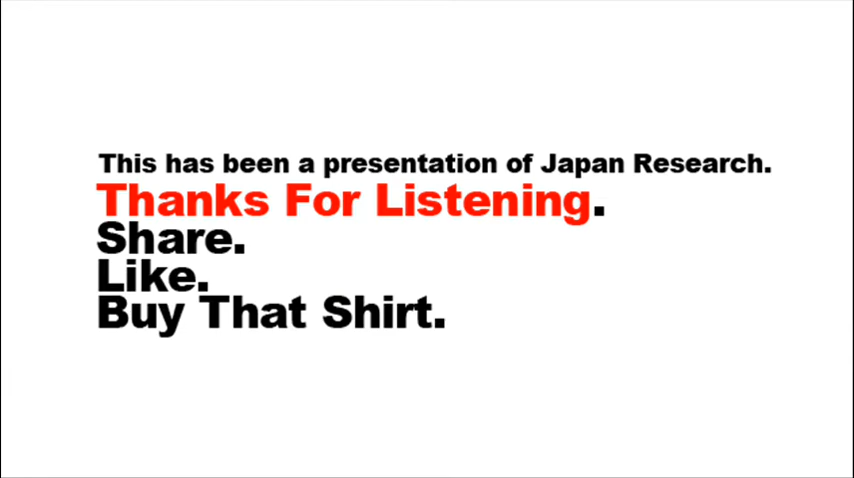 This has been a presentation of Japan Research.
Thanks For Listening.
Share.
Like.
Buy That Shirt.